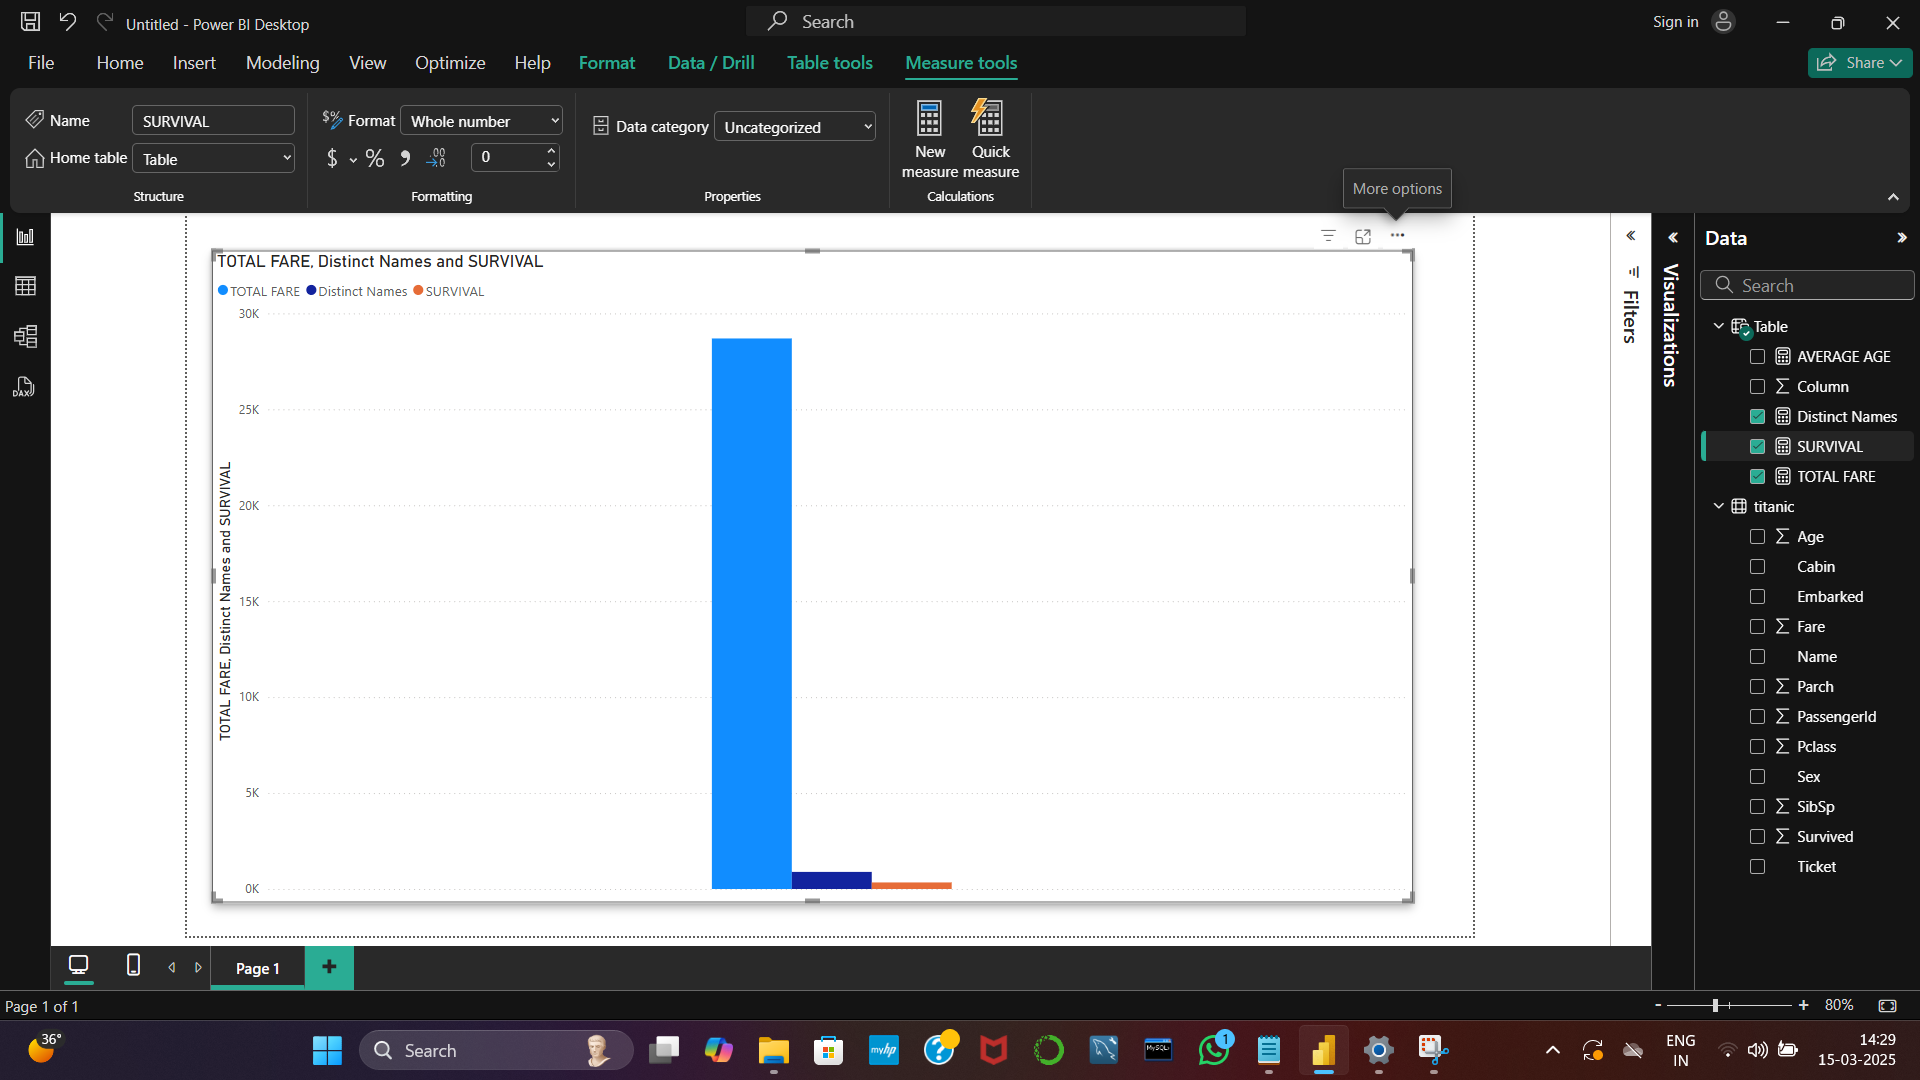 Untitled - Power BI Desktop
Search
Sign in
File
Home
Insert
Modeling
View
Optimize
Help
Format
Data / Drill
Table tools
Measure tools
Share
Name
SURVIVAL
Home table
Table
Structure
Format
Whole number
$
%
0
Formatting
Data category
Uncategorized
Properties
New measure
Quick measure
Calculations
More options
TOTAL FARE, Distinct Names and SURVIVAL
TOTAL FARE
Distinct Names
SURVIVAL
30K
25K
20K
15K
10K
5K
0K
TOTAL FARE, Distinct Names and SURVIVAL
Filters
Visualizations
Data
Search
Table
AVERAGE AGE
Column
Distinct Names
SURVIVAL
TOTAL FARE
titanic
Age
Cabin
Embarked
Fare
Name
Parch
PassengerId
Pclass
Sex
SibSp
Survived
Ticket
DAX
Page 1
+
Page 1 of 1
- + 80%
36°
Search
myhp
MySQL
1
ENG
IN
14:29
15-03-2025